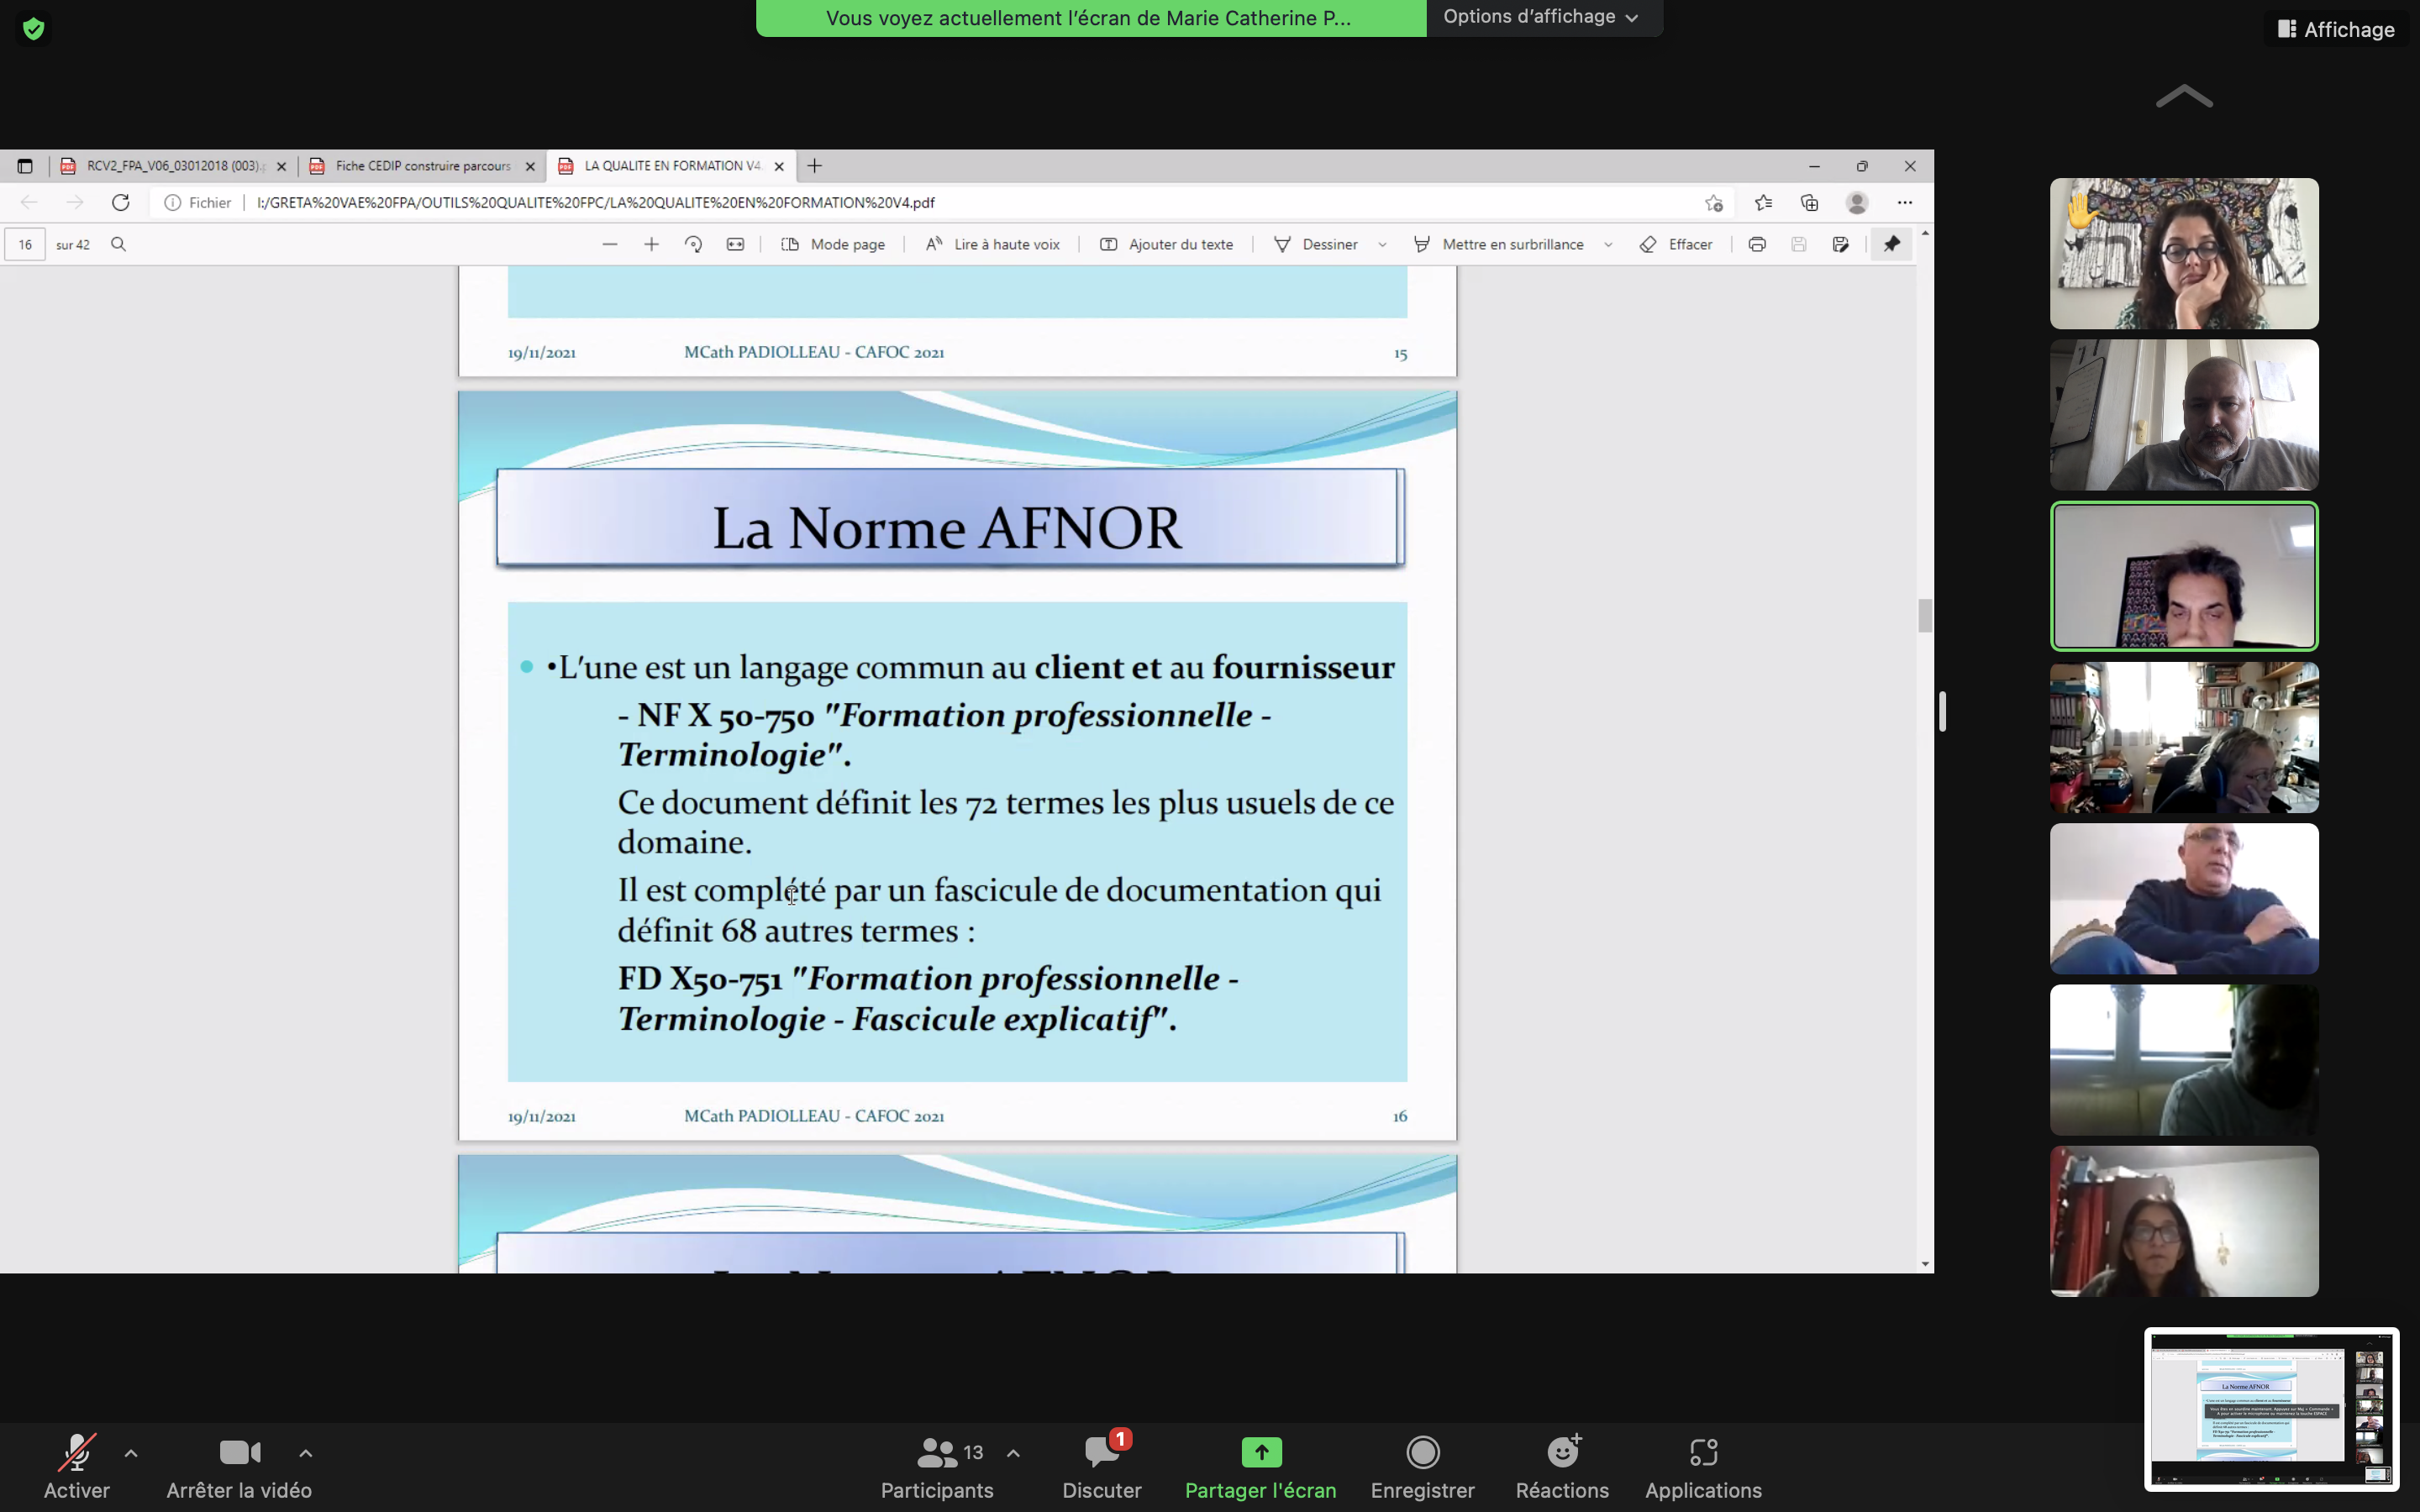 Vous voyez actuellement l'écran de Marie Catherine P...
Options d'affichage
Affichage
RCV2_FPA_V06_03012018 (003).p
Fiche CEDIP construire parcours
LA QUALITE EN FORMATION V4
Fichier
I:/GRETA%20VAE%20FPA/OUTILS%20QUALITE%20FPC/LA%20QUALITE%20EN%20FORMATION%20V4.pdf
16 sur 42
Mode page
Lire à haute voix
Ajouter du texte
Dessiner
Mettre en surbrillance
Effacer
19/11/2021 MCath PADIOLLEAU - CAFOC 2021 15
La Norme AFNOR
• •L'une est un langage commun au client et au fournisseur
- NF X 50-750 "Formation professionnelle -
Terminologie".
Ce document définit les 72 termes les plus usuels de ce
domaine.
Il est complété par un fascicule de documentation qui
définit 68 autres termes :
FD X50-751 "Formation professionnelle -
Terminologie - Fascicule explicatif".
19/11/2021 MCath PADIOLLEAU - CAFOC 2021 16
La Norme AFNOR
Activer
Arrêter la vidéo
13
Participants
1
Discuter
Partager l'écran
Enregistrer
Réactions
Applications